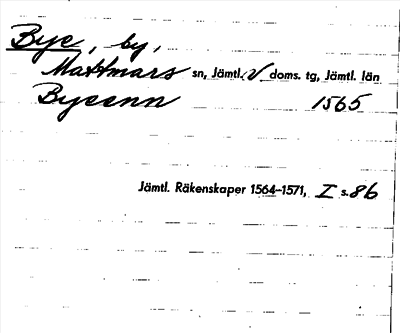 Bye, by,
Mattmars sn, Jämtl. V doms. tg, Jämtl. län
Byeenn 1565
Jämtl. Räkenskaper 1564–1571, I s. 86